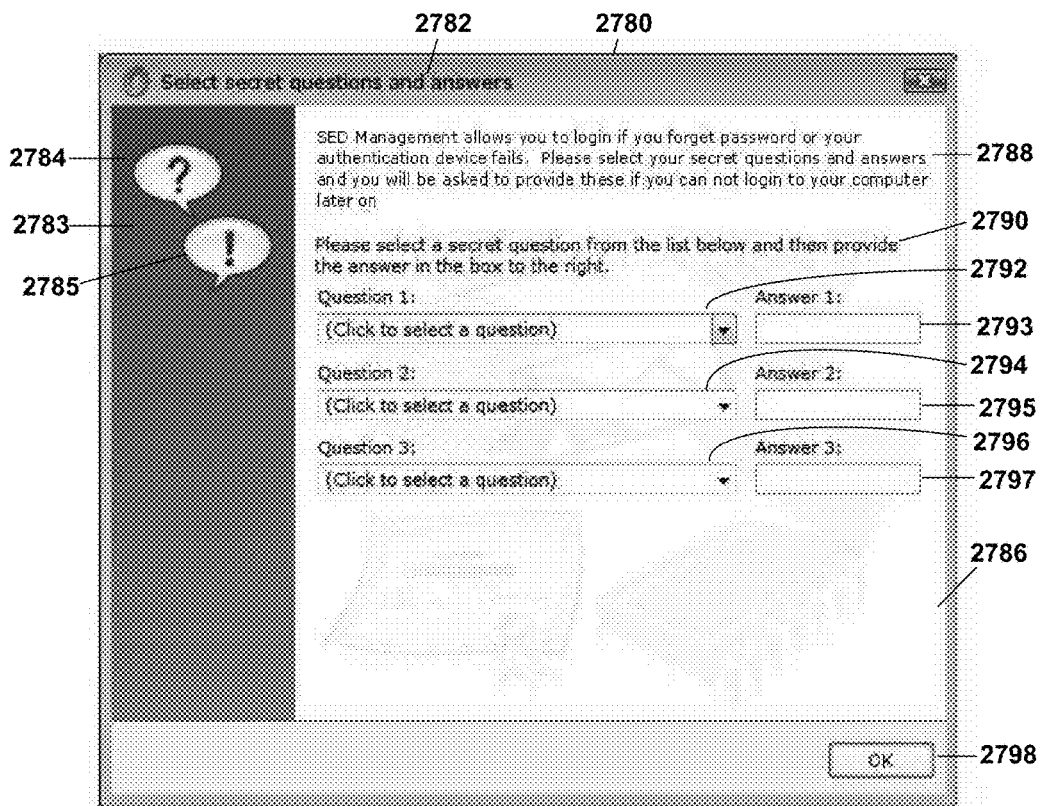 2782 2780
Select secret questions and answers
2784
?
2783
!
2785
SED Management allows you to login if you forget password or your
authentication device fails. Please select your secret questions and answers
and you will be asked to provide these if you can not login to your computer
later on
2788
2790
Please select a secret question from the list below and then provide
the answer in the box to the right.
2792
Question 1: Answer 1:
(Click to select a question)
2793
2794
Question 2: Answer 2:
(Click to select a question)
2795
2796
Question 3: Answer 3:
(Click to select a question)
2797
2786
OK
2798